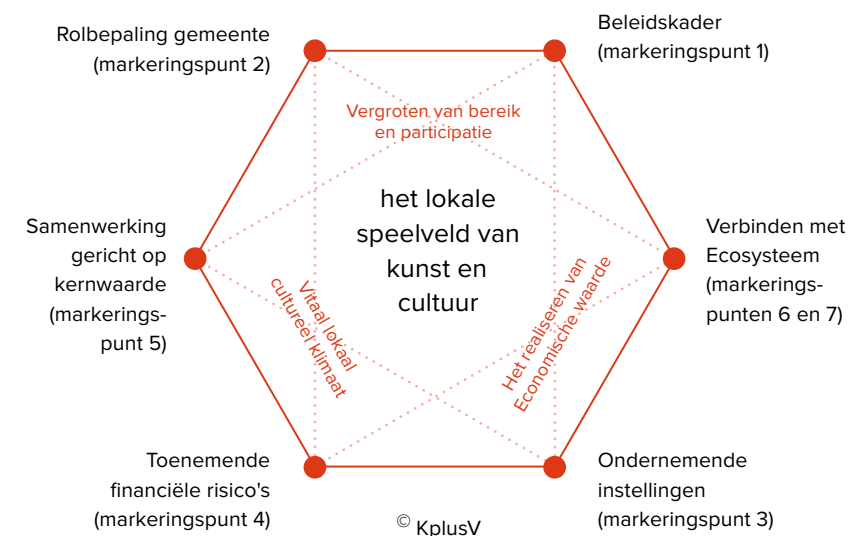 Rolbepaling gemeente
(markeringspunt 2)
Beleidskader
(markeringspunt 1)
Vergroten van bereik
en participatie
het lokale
speelveld van
kunst en
cultuur
Samenwerking
gericht op
kernwaarde
(markerings-
punt 5)
Verbinden met
Ecosysteem
(markerings-
punten 6 en 7)
Vitaal lokaal
cultureel klimaat
Het realiseren van
Economische waarde
Toenemende
financiële risico's
(markeringspunt 4)
Ondernemende
instellingen
(markeringspunt 3)
© KplusV